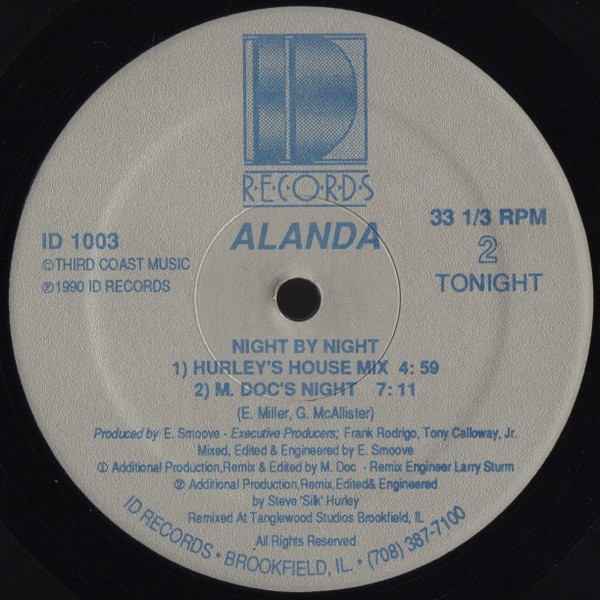 ID
R•E•C•O•R•D•S
ALANDA
ID 1003
©THIRD COAST MUSIC
℗1990 ID RECORDS
33 1/3 RPM
2
TONIGHT
NIGHT BY NIGHT
1) HURLEY'S HOUSE MIX 4: 59
2) M. DOC'S NIGHT 7: 11
(E. Miller, G. McAllister)
Produced by E. Smoove - Executive Producers; Frank Rodrigo, Tony Calloway, Jr.
Mixed, Edited & Engineered by E. Smoove
① Additional Production,Remix & Edited by M. Doc - Remix Engineer Larry Sturm
② Additional Production,Remix,Edited& Engineered
by Steve 'Silk' Hurley
Remixed At Tanglewood Studios Brookfield, IL
All Rights Reserved
ID RECORDS • BROOKFIELD, IL. • (708) 387-7100